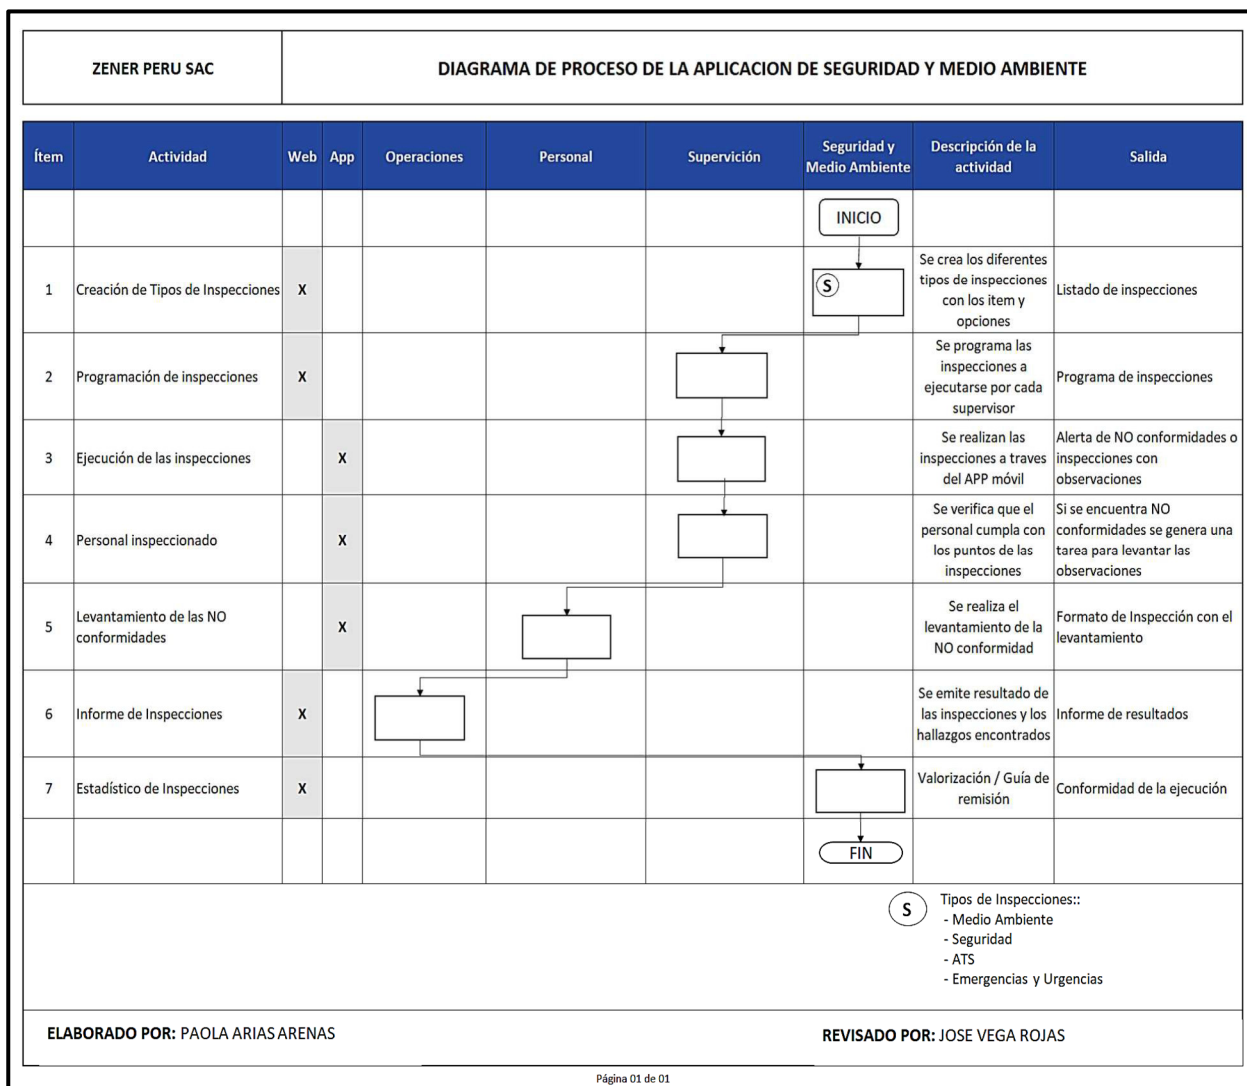 ZENER PERU SAC
DIAGRAMA DE PROCESO DE LA APLICACION DE SEGURIDAD Y MEDIO AMBIENTE
Ítem
Actividad
Web
App
Operaciones
Personal
Supervición
Seguridad y
Medio Ambiente
Descripción de la
actividad
Salida
INICIO
1
Creación de Tipos de Inspecciones
X
S
Se crea los diferentes
tipos de inspecciones
con los item y
opciones
Listado de inspecciones
2
Programación de inspecciones
X
Se programa las
inspecciones a
ejecutarse por cada
supervisor
Programa de inspecciones
3
Ejecución de las inspecciones
X
Se realizan las
inspecciones a traves
del APP móvil
Alerta de NO conformidades o
inspecciones con
observaciones
4
Personal inspeccionado
X
Se verifica que el
personal cumpla con
los puntos de las
inspecciones
Si se encuentra NO
conformidades se genera una
tarea para levantar las
observaciones
5
Levantamiento de las NO
conformidades
X
Se realiza el
levantamiento de la
NO conformidad
Formato de Inspección con el
levantamiento
6
Informe de Inspecciones
X
Se emite resultado de
las inspecciones y los
hallazgos encontrados
Informe de resultados
7
Estadístico de Inspecciones
X
Valorización / Guía de
remisión
Conformidad de la ejecución
FIN
S
Tipos de Inspecciones::
- Medio Ambiente
- Seguridad
- ATS
- Emergencias y Urgencias
ELABORADO POR: PAOLA ARIAS ARENAS
REVISADO POR: JOSE VEGA ROJAS
Página 01 de 01